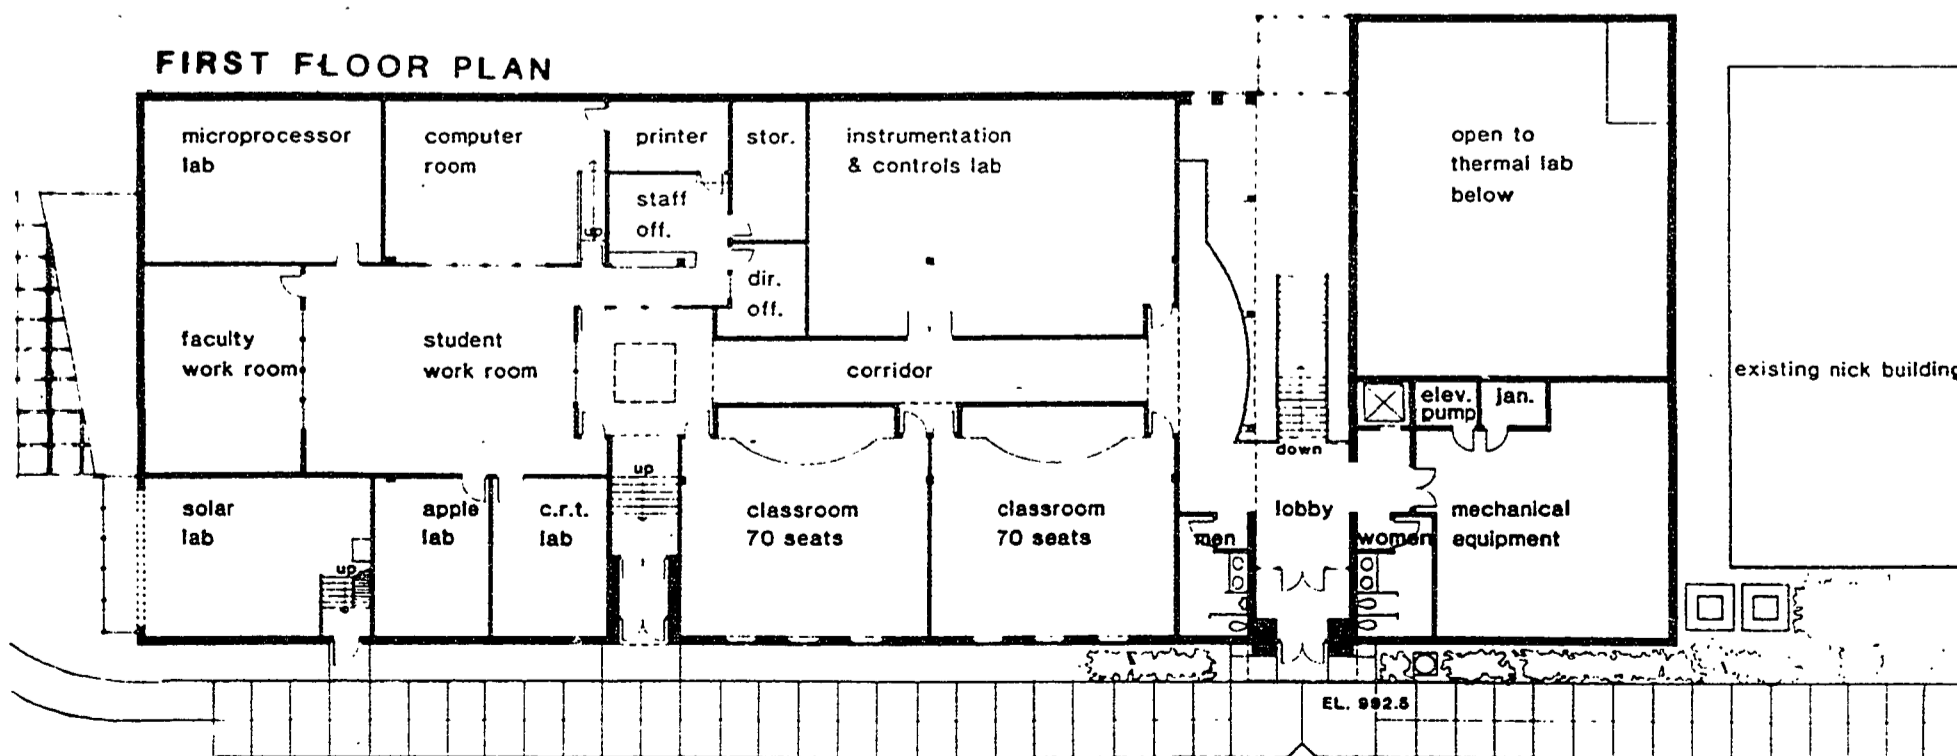 FIRST FLOOR PLAN
microprocessor
lab
computer
room
printer
stor.
instrumentation
& controls lab
open to
thermal lab
below
staff
off.
up
dir.
off.
faculty
work room
student
work room
corridor
existing nick building
elev.
pump
jan.
down
up
solar
lab
apple
lab
c.r.t.
lab
classroom
70 seats
classroom
70 seats
lobby
mechanical
equipment
men
women
up
EL. 992.5